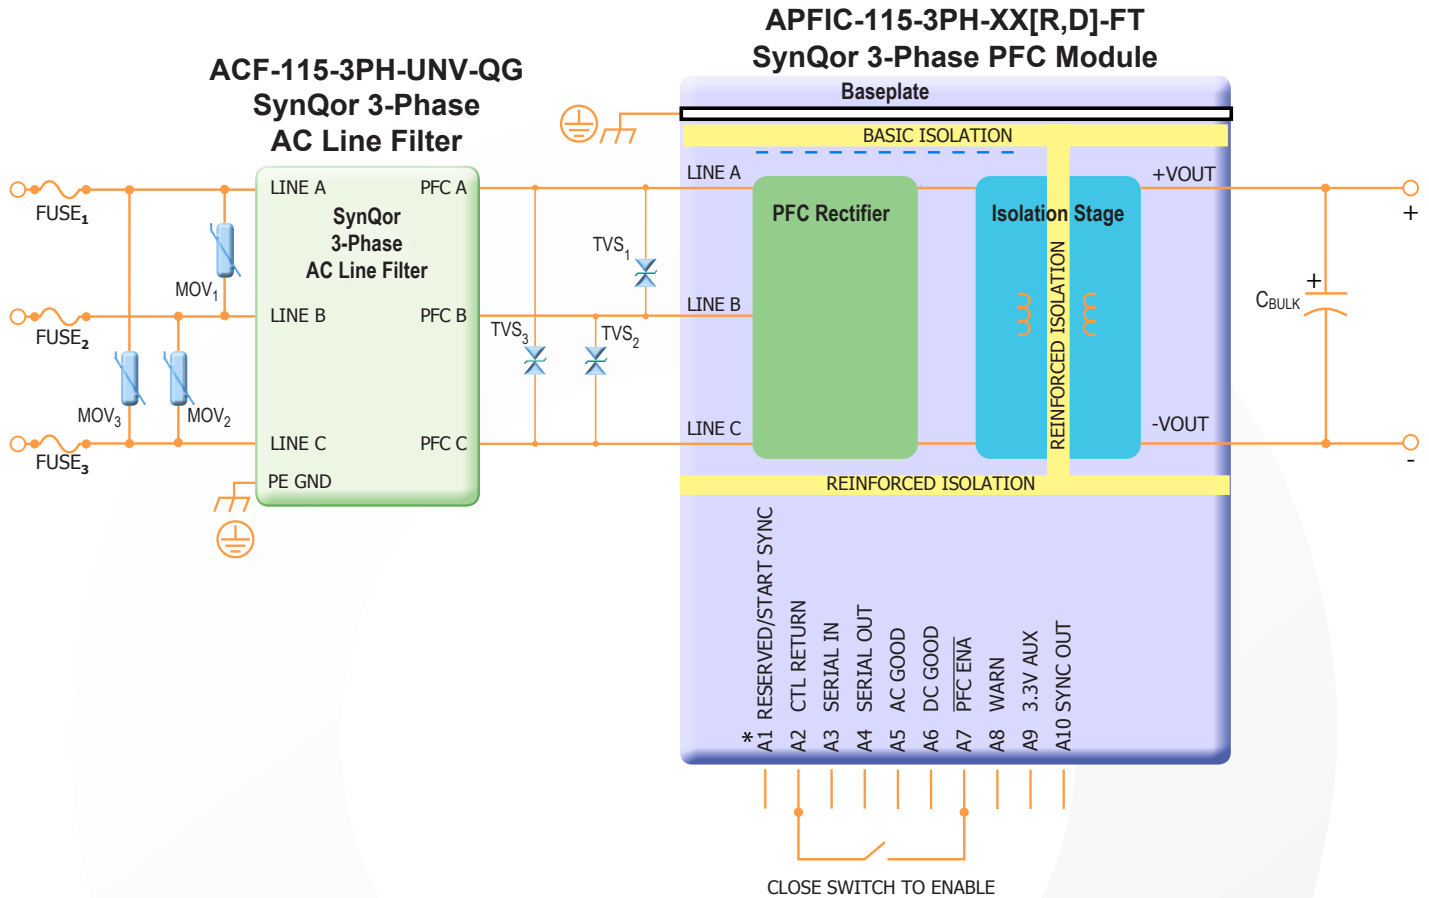 APFIC-115-3PH-XX[R,D]-FT
SynQor 3-Phase PFC Module
ACF-115-3PH-UNV-QG
SynQor 3-Phase
AC Line Filter
Baseplate
BASIC ISOLATION
FUSE1
FUSE2
FUSE3
MOV1
MOV3
MOV2
LINE A
PFC A
SynQor
3-Phase
AC Line Filter
LINE B
PFC B
LINE C
PFC C
PE GND
TVS1
TVS3
TVS2
LINE A
LINE B
LINE C
PFC Rectifier
Isolation Stage
REINFORCED ISOLATION
+VOUT
-VOUT
+
CBULK
+
-
REINFORCED ISOLATION
* A1 RESERVED/START SYNC
A2 CTL RETURN
A3 SERIAL IN
A4 SERIAL OUT
A5 AC GOOD
A6 DC GOOD
A7 PFC ENA
A8 WARN
A9 3.3V AUX
A10 SYNC OUT
CLOSE SWITCH TO ENABLE